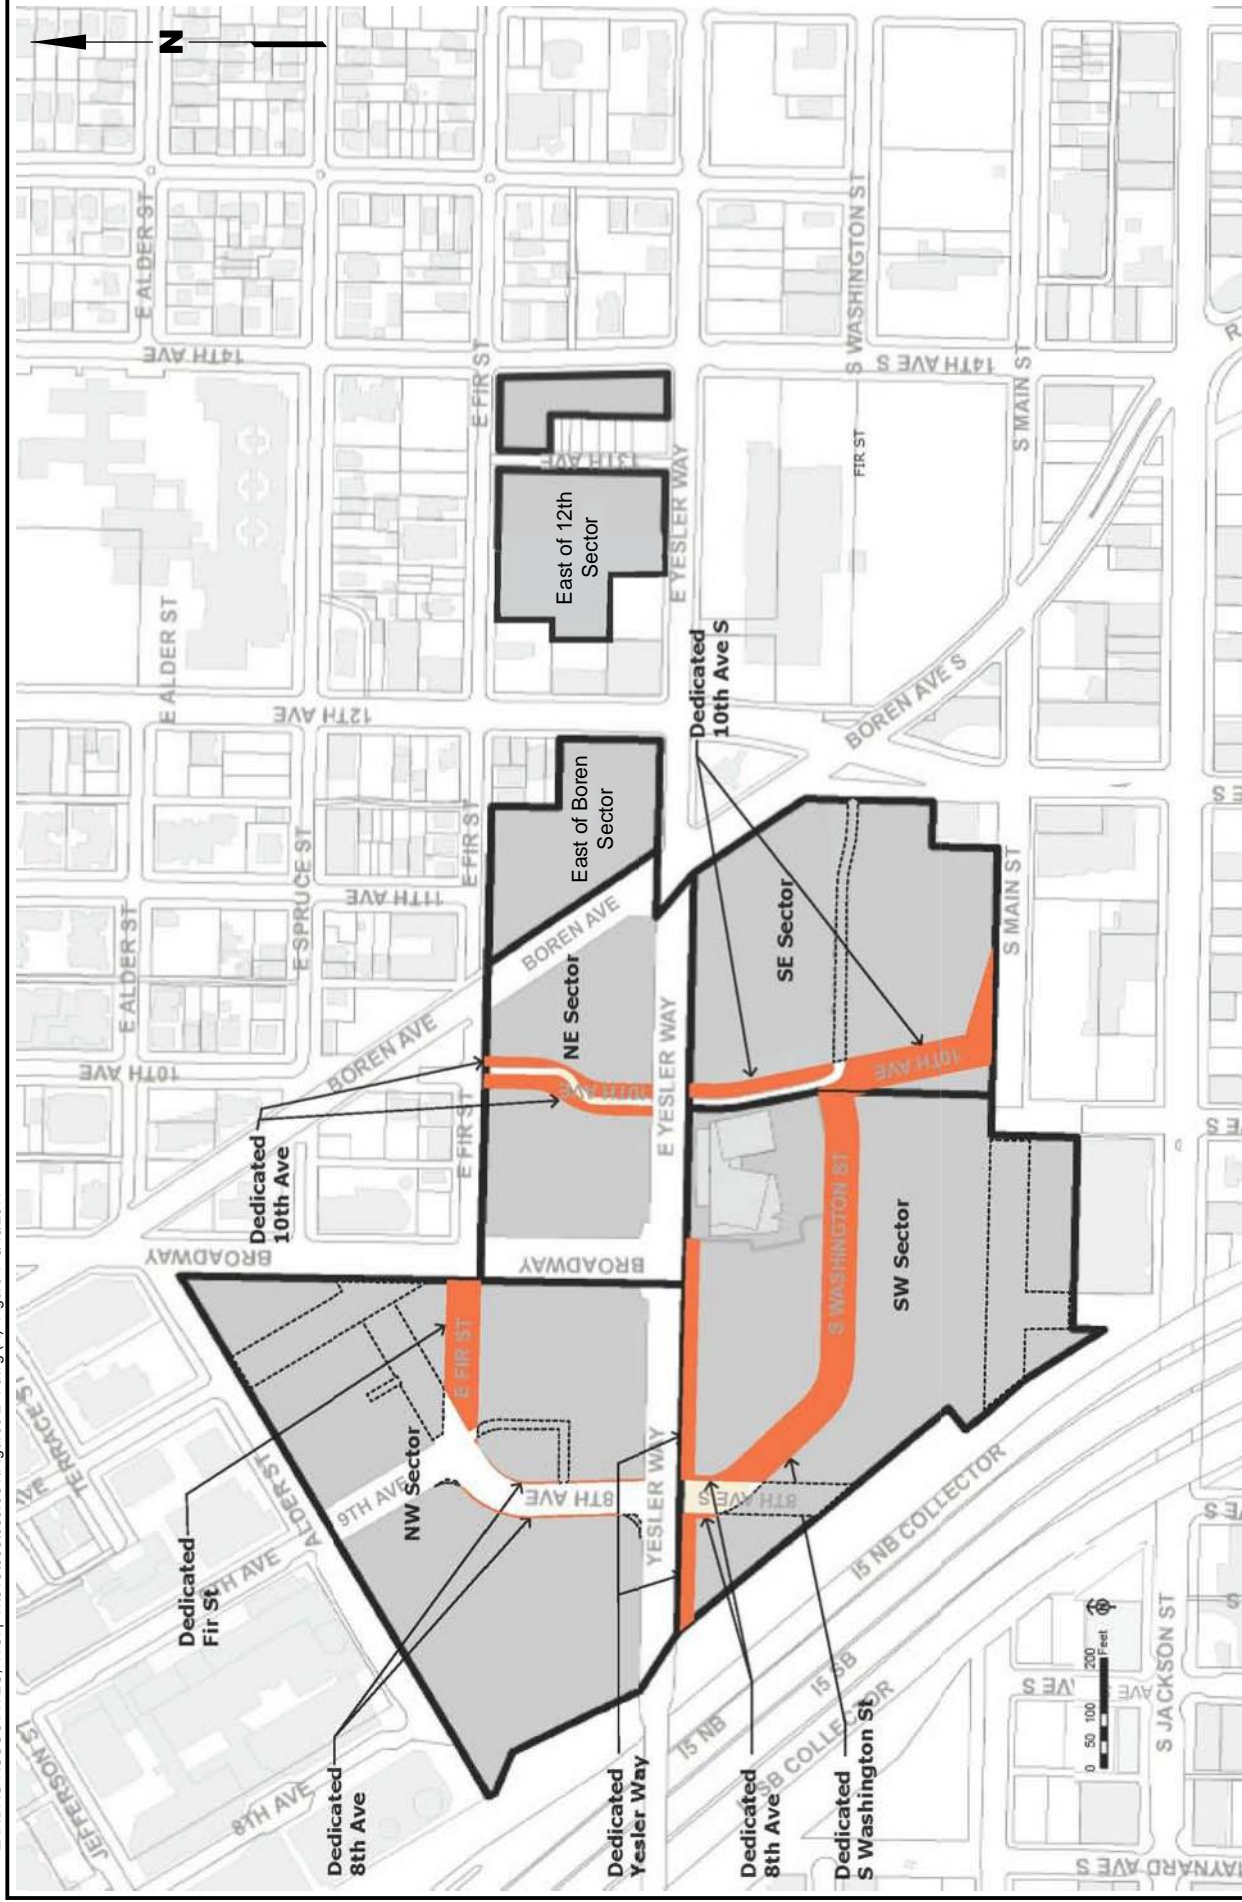 N
E ALDER ST
14TH AVE
E FIR ST
S WASHINGTON ST
14TH AVE S
S MAIN ST
13TH AVE
E YESLER WAY
FIR ST
East of 12th
Sector
E ALDER ST
12TH AVE
Dedicated
10th Ave S
BOREN AVE S
East of Boren
Sector
E FIR ST
11TH AVE
E SPRUCE ST
E ALDER ST
BOREN AVE
NE Sector
SE Sector
S MAIN ST
10TH AVE
BOREN AVE
E FIR ST
10TH AVE
E YESLER WAY
10TH AVE
Dedicated
10th Ave
BROADWAY
BROADWAY
S WASHINGTON ST
SW Sector
E FIR ST
NW Sector
9TH AVE
ALDER ST
8TH AVE
YESLER WAY
8TH AVE S
I5 NB COLLECTOR
TERRACE S
Dedicated
Fir St
I5 SB
I5 NB
SB COLLECTOR
JEFFERSON S
8TH AVE
Dedicated
8th Ave
Dedicated
Yesler Way
Dedicated
8th Ave
Dedicated
S Washington St
0 50 100 200
Feet
N
S JACKSON ST
MAYNARD AVE S